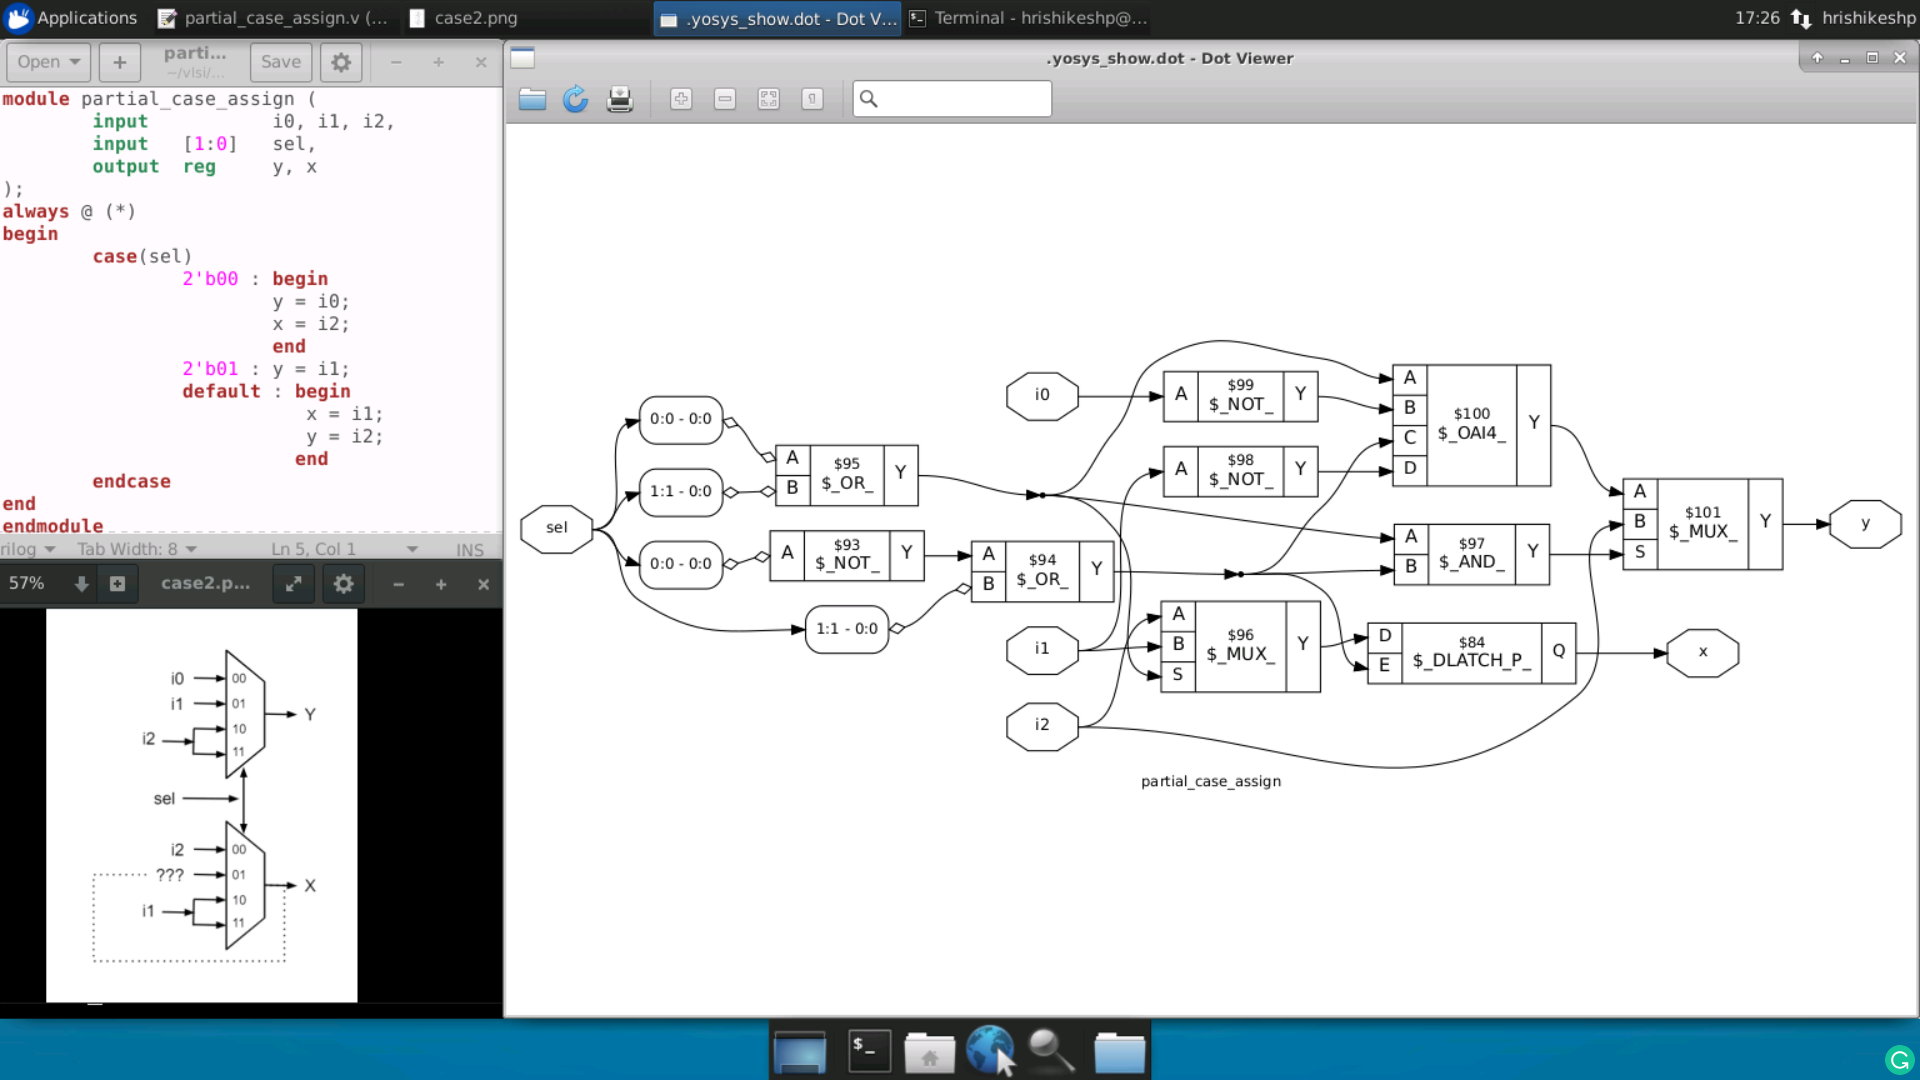 Applications
partial_case_assign.v (...
case2.png
.yosys_show.dot - Dot V...
Terminal - hrishikeshp@...
17:26
hrishikeshp
Open
+
parti...
~/vlsi/...
Save
− + ×
module partial_case_assign (
input i0, i1, i2,
input [1:0] sel,
output reg y, x
);
always @ (*)
begin
case(sel)
2'b00 : begin
y = i0;
x = i2;
end
2'b01 : y = i1;
default : begin
x = i1;
y = i2;
end
endcase
end
endmodule
rilog
Tab Width: 8
Ln 5, Col 1
INS
57%
case2.p...
− + ×
i0
00
i1
01
i2
10
11
Y
sel
i2
00
???
01
i1
10
11
X
.yosys_show.dot - Dot Viewer
sel
0:0 - 0:0
1:1 - 0:0
0:0 - 0:0
1:1 - 0:0
A
B
$95
$_OR_
Y
A
$93
$_NOT_
Y
A
B
$94
$_OR_
Y
i0
i1
i2
A
$99
$_NOT_
Y
A
$98
$_NOT_
Y
A
B
S
$96
$_MUX_
Y
A
B
C
D
$100
$_OAI4_
Y
A
B
$97
$_AND_
Y
D
E
$84
$_DLATCH_P_
Q
A
B
S
$101
$_MUX_
Y
y
x
partial_case_assign
$_
G